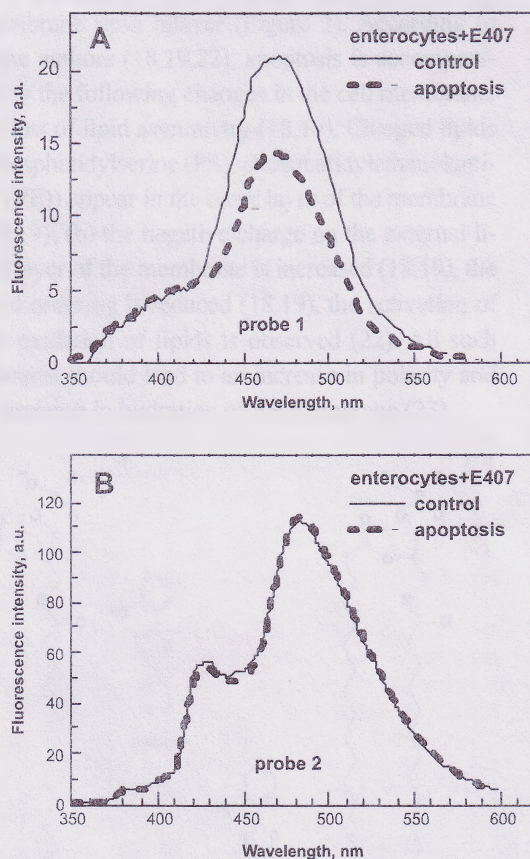 A
enterocytes+E407
control
apoptosis
probe 1
Fluorescence intensity, a.u.
20
15
10
5
0
350 400 450 500 550 600
Wavelength, nm
B
enterocytes+E407
control
apoptosis
probe 2
Fluorescence intensity, a.u.
120
100
80
60
40
20
0
350 400 450 500 550 600
Wavelength, nm